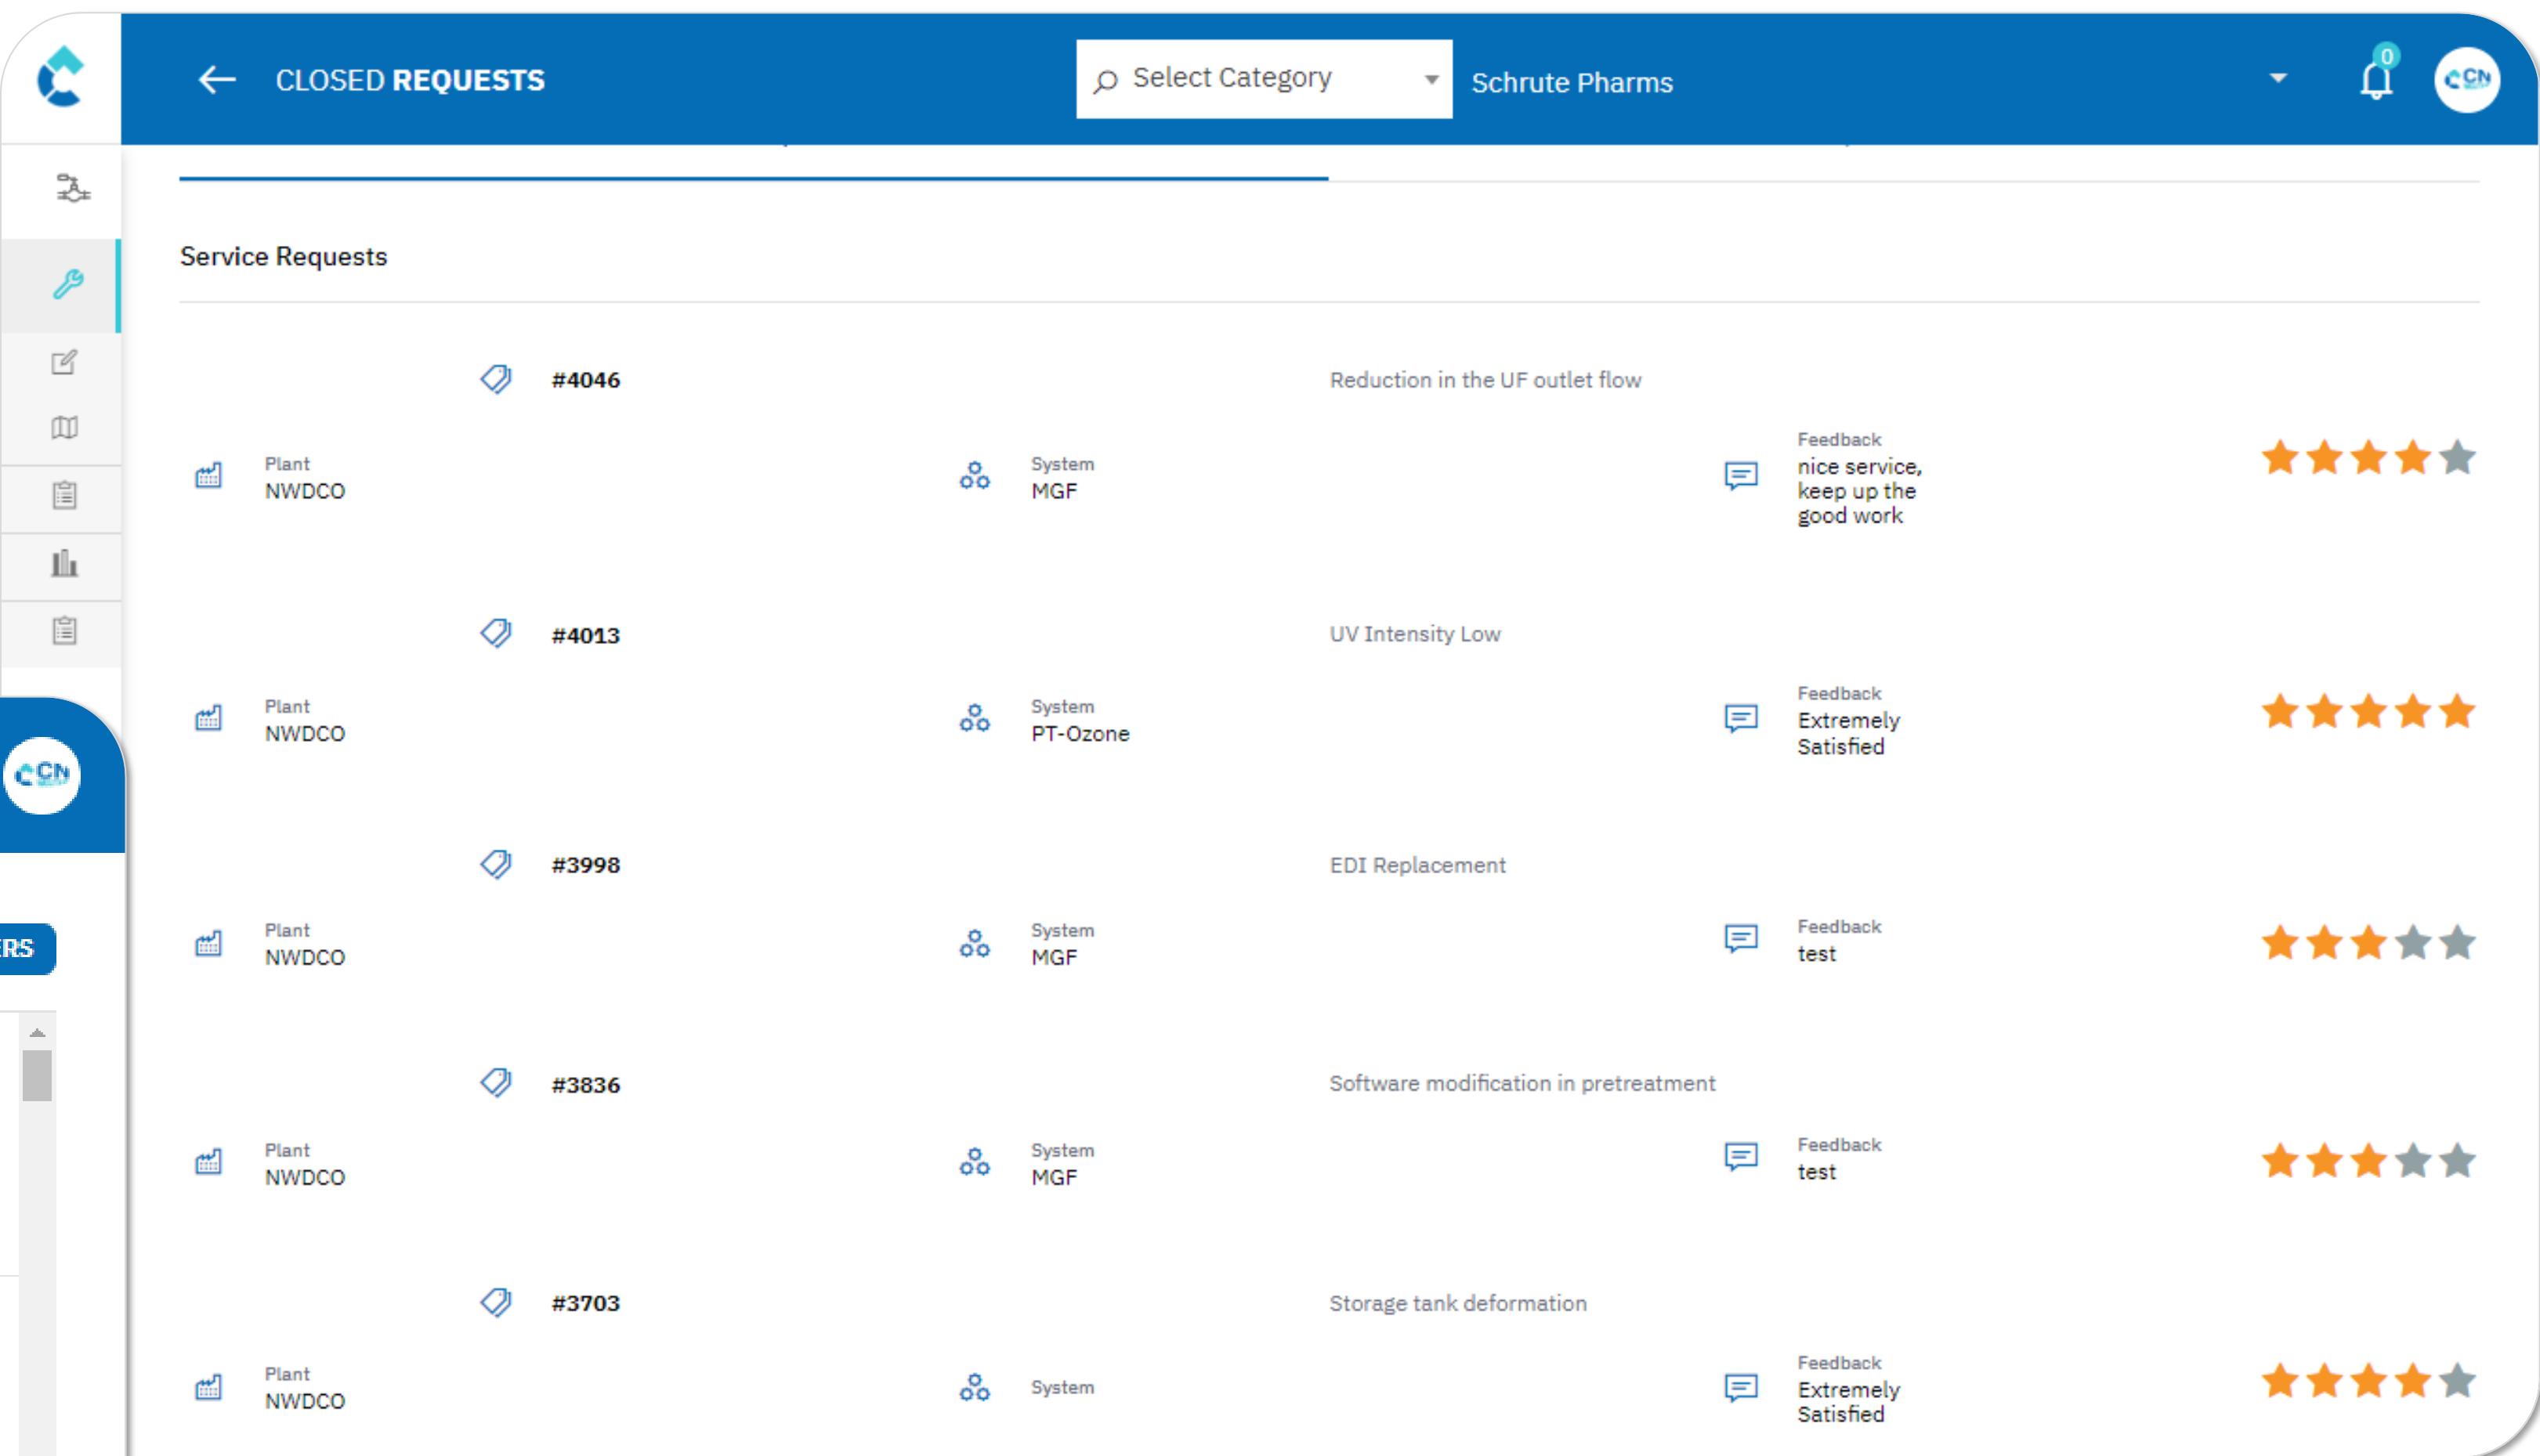 CLOSED REQUESTS
Select Category
Schrute Pharms
0
CN
Service Requests
#4046
Reduction in the UF outlet flow
Plant
NWDCO
System
MGF
Feedback
nice service,
keep up the
good work
#4013
UV Intensity Low
Plant
NWDCO
System
PT-Ozone
Feedback
Extremely
Satisfied
CN
#3998
EDI Replacement
Plant
NWDCO
System
MGF
Feedback
test
ERS
#3836
Software modification in pretreatment
Plant
NWDCO
System
MGF
Feedback
test
#3703
Storage tank deformation
Plant
NWDCO
System
Feedback
Extremely
Satisfied